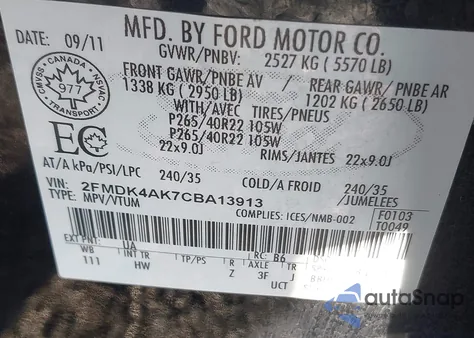 MFD. BY FORD MOTOR CO.
DATE: 09/11
GVWR/PNBV: 2527 KG ( 5570 LB)
FRONT GAWR/PNBE AV
1338 KG ( 2950 LB)
REAR GAWR/ PNBE AR
1202 KG ( 2650 LB)
WITH/AVEC
TIRES/PNEUS
P265/40R22 105W
P265/40R22 105W
22x9.0J
RIMS/JANTES 22x9.0J
CMVSS • CANADA • NSVAC
977
TRANSPORT
EC
AT/A kPa/PSI/LPC 240/35
COLD/A FROID 240/35
VIN: 2FMDK4AK7CBA13913
TYPE: MPV/VTUM
/JUMELEES
COMPLIES: ICES/NMB-002
F0103
T0049
EXT PNT: UA
RC: B6
WB
INT TR
TP/PS
R
AXLE
TR
111
HW
Z
3F
J
UCT
autoSnap